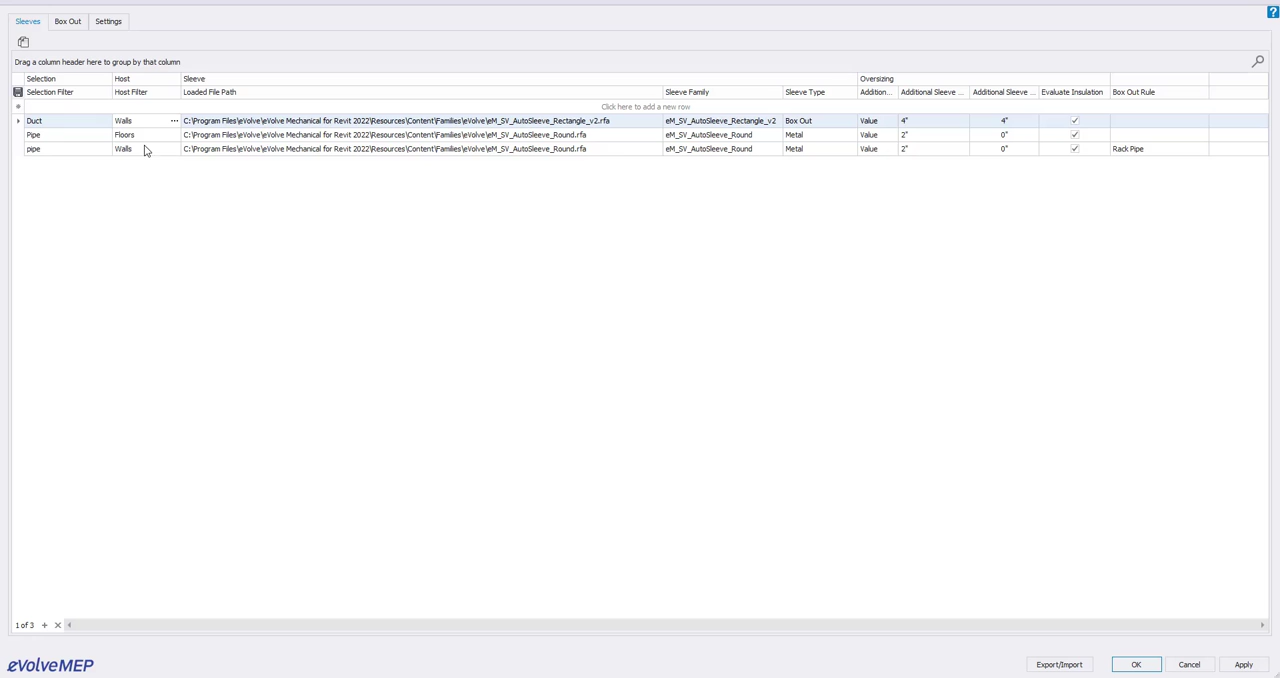 ?
Sleeves Box Out Settings
Drag a column header here to group by that column
Selection Host Sleeve Oversizing
Selection Filter Host Filter Loaded File Path Sleeve Family Sleeve Type Addition... Additional Sleeve ... Additional Sleeve ... Evaluate Insulation Box Out Rule
Click here to add a new row
Duct Walls ... C:\Program Files\eVolve\eVolve Mechanical for Revit 2022\Resources\Content\Families\eVolve\eM_SV_AutoSleeve_Rectangle_v2.rfa eM_SV_AutoSleeve_Rectangle_v2 Box Out Value 4" 4"
Pipe Floors C:\Program Files\eVolve\eVolve Mechanical for Revit 2022\Resources\Content\Families\eVolve\eM_SV_AutoSleeve_Round.rfa eM_SV_AutoSleeve_Round Metal Value 2" 0"
pipe Walls C:\Program Files\eVolve\eVolve Mechanical for Revit 2022\Resources\Content\Families\eVolve\eM_SV_AutoSleeve_Round.rfa eM_SV_AutoSleeve_Round Metal Value 2" 0" Rack Pipe
1 of 3
eVolveMEP Export/Import OK Cancel Apply